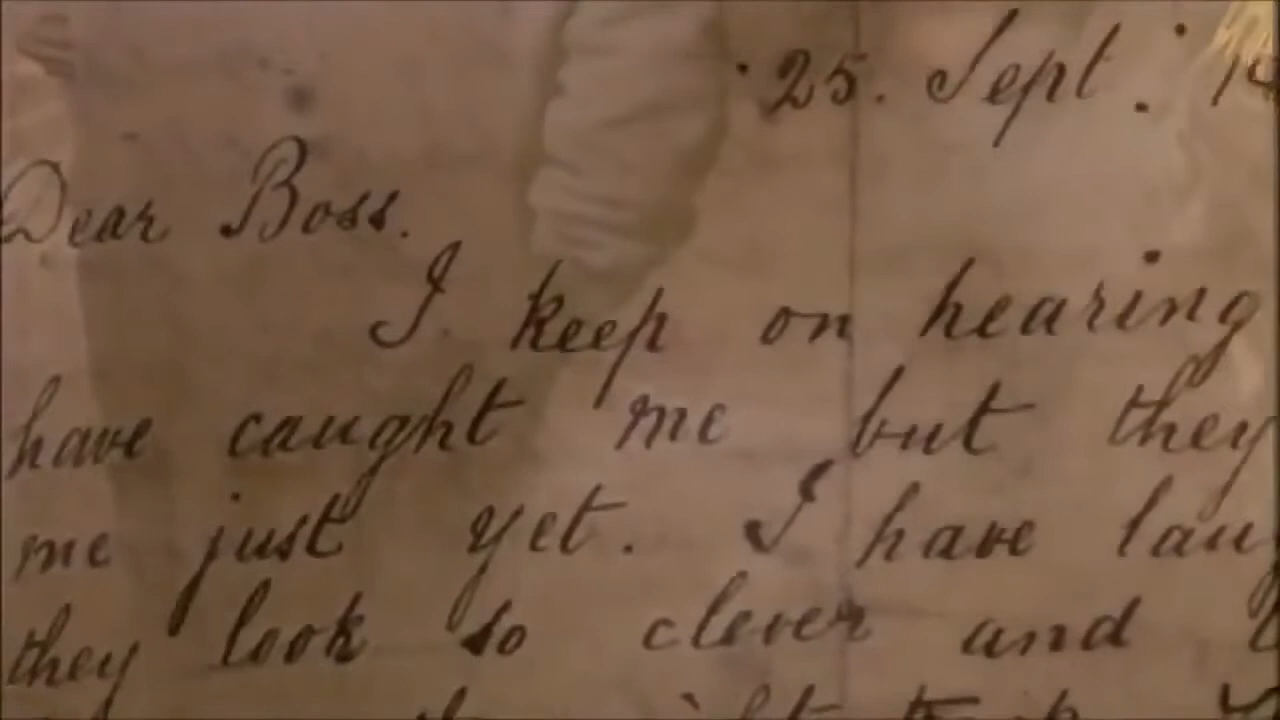 25. Sept.
Dear Boss.
I keep on hearing
have caught me but they
me just yet. I have lau
they look so clever and